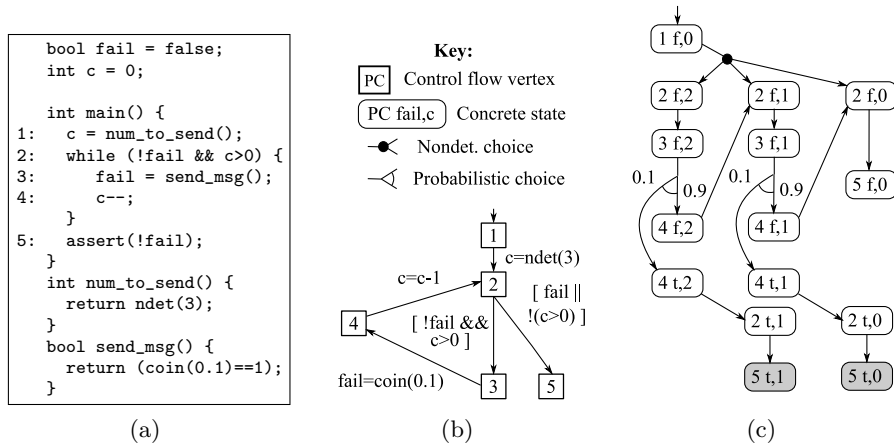 bool fail = false;
int c = 0;
int main() {
1: c = num_to_send();
2: while (!fail && c>0) {
3: fail = send_msg();
4: c--;
}
5: assert(!fail);
}
int num_to_send() {
return ndet(3);
}
bool send_msg() {
return (coin(0.1)==1);
}
(a)
Key:
PC Control flow vertex
PC fail,c Concrete state
Nondet. choice
Probabilistic choice
1
c=ndet(3)
c=c-1
2
[ fail ||
!(c>0) ]
4
[ !fail &&
c>0 ]
fail=coin(0.1)
3
5
(b)
1 f,0
2 f,2
2 f,1
2 f,0
3 f,2
3 f,1
0.1
0.9
0.1
0.9
5 f,0
4 f,2
4 f,1
4 t,2
4 t,1
2 t,1
2 t,0
5 t,1
5 t,0
(c)